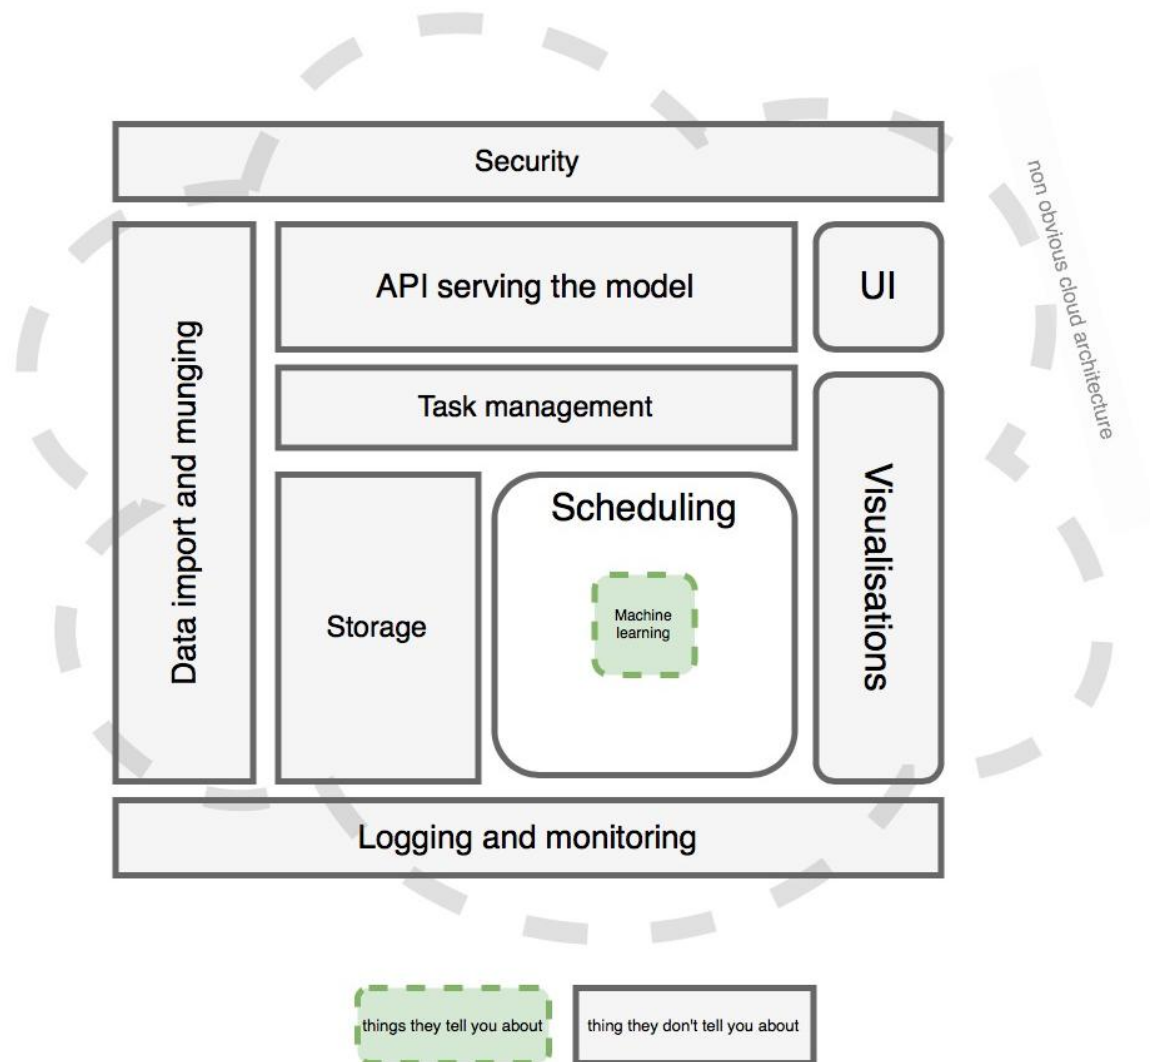 Security
non obvious cloud architecture
Data import and munging
API serving the model
UI
Task management
Storage
Scheduling
Machine
learning
Visualisations
Logging and monitoring
things they tell you about
thing they don't tell you about